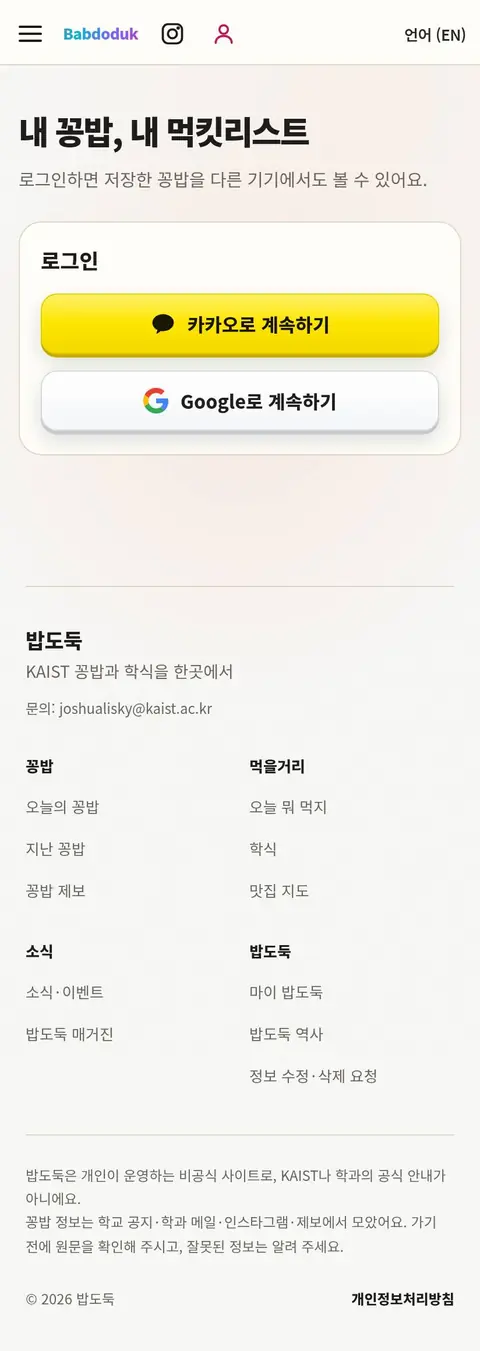 Babdoduk
언어 (EN)
내 꽁밥, 내 먹킷리스트
로그인하면 저장한 꽁밥을 다른 기기에서도 볼 수 있어요.
로그인
카카오로 계속하기
Google로 계속하기
밥도둑
KAIST 꽁밥과 학식을 한곳에서
문의: joshualisky@kaist.ac.kr
꽁밥
오늘의 꽁밥
지난 꽁밥
꽁밥 제보
먹을거리
오늘 뭐 먹지
학식
맛집 지도
소식
소식·이벤트
밥도둑 매거진
밥도둑
마이 밥도둑
밥도둑 역사
정보 수정·삭제 요청
밥도둑은 개인이 운영하는 비공식 사이트로, KAIST나 학과의 공식 안내가
아니에요.
꽁밥 정보는 학교 공지·학과 메일·인스타그램·제보에서 모았어요. 가기
전에 원문을 확인해 주시고, 잘못된 정보는 알려 주세요.
© 2026 밥도둑
개인정보처리방침